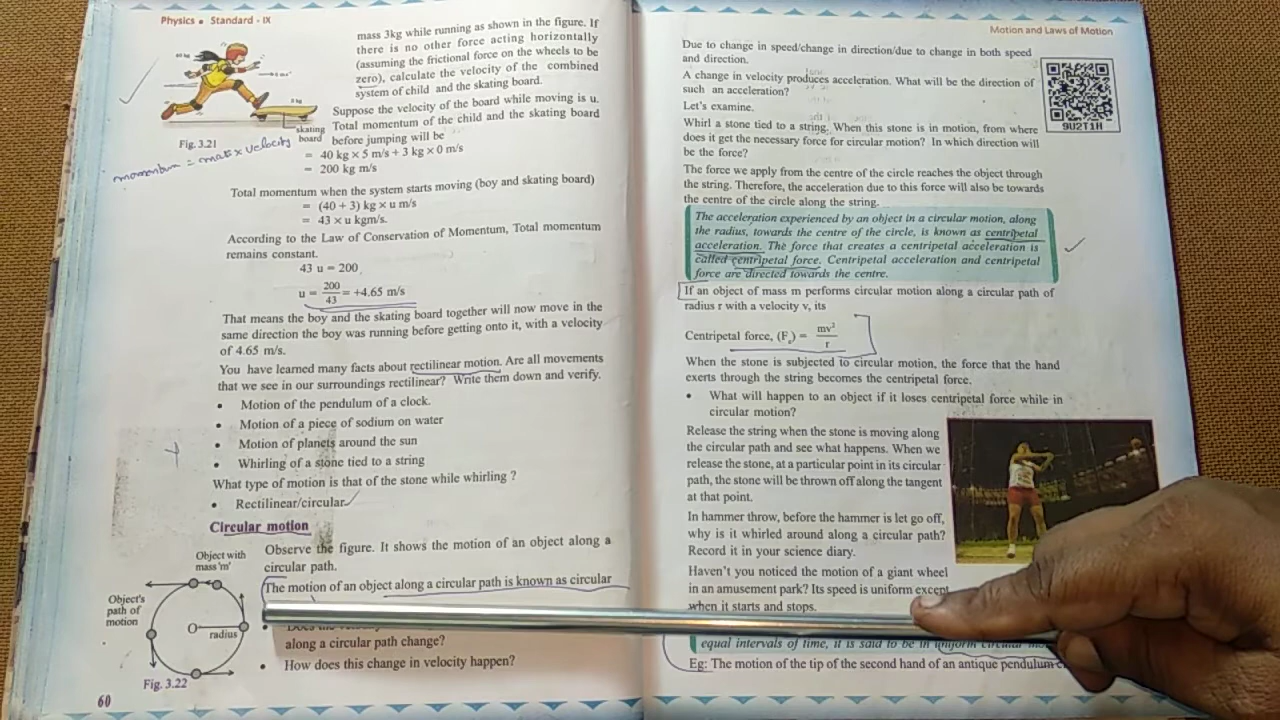 Physics • Standard - IX
mass 3kg while running as shown in the figure. If
there is no other force acting horizontally
(assuming the frictional force on the wheels to be
zero), calculate the velocity of the combined
system of child and the skating board.
40 kg
3 kg
skating
board
Fig. 3.21
momentum = mass × velocity
Suppose the velocity of the board while moving is u.
Total momentum of the child and the skating board
before jumping will be
= 40 kg × 5 m/s + 3 kg × 0 m/s
= 200 kg m/s
Total momentum when the system starts moving (boy and skating board)
= (40 + 3) kg × u m/s
= 43 × u kgm/s.
According to the Law of Conservation of Momentum, Total momentum
remains constant.
43 u = 200
u = 200/43 = +4.65 m/s
That means the boy and the skating board together will now move in the
same direction the boy was running before getting onto it, with a velocity
of 4.65 m/s.
You have learned many facts about rectilinear motion. Are all movements
that we see in our surroundings rectilinear? Write them down and verify.
• Motion of the pendulum of a clock.
• Motion of a piece of sodium on water
• Motion of planets around the sun
• Whirling of a stone tied to a string
What type of motion is that of the stone while whirling ?
• Rectilinear/circular
Circular motion
Object with
mass 'm'
Object's
path of
motion
O
radius
Fig. 3.22
Observe the figure. It shows the motion of an object along a
circular path.
The motion of an object along a circular path is known as circular
• Does the
along a circular path change?
• How does this change in velocity happen?
60
Motion and Laws of Motion
Due to change in speed/change in direction/due to change in both speed
and direction.
A change in velocity produces acceleration. What will be the direction of
such an acceleration?
Let's examine.
9U2T1H
Whirl a stone tied to a string. When this stone is in motion, from where
does it get the necessary force for circular motion? In which direction will
be the force?
The force we apply from the centre of the circle reaches the object through
the string. Therefore, the acceleration due to this force will also be towards
the centre of the circle along the string.
The acceleration experienced by an object in a circular motion, along
the radius, towards the centre of the circle, is known as centripetal
acceleration. The force that creates a centripetal acceleration is
called centripetal force. Centripetal acceleration and centripetal
force are directed towards the centre.
If an object of mass m performs circular motion along a circular path of
radius r with a velocity v, its
Centripetal force, (Fc) = mv²/r
When the stone is subjected to circular motion, the force that the hand
exerts through the string becomes the centripetal force.
• What will happen to an object if it loses centripetal force while in
circular motion?
Release the string when the stone is moving along
the circular path and see what happens. When we
release the stone, at a particular point in its circular
path, the stone will be thrown off along the tangent
at that point.
In hammer throw, before the hammer is let go off,
why is it whirled around along a circular path?
Record it in your science diary.
Haven't you noticed the motion of a giant wheel
in an amusement park? Its speed is uniform except
when it starts and stops.
equal intervals of time, it is said to be in uniform circular
Eg: The motion of the tip of the second hand of an antique pendulum